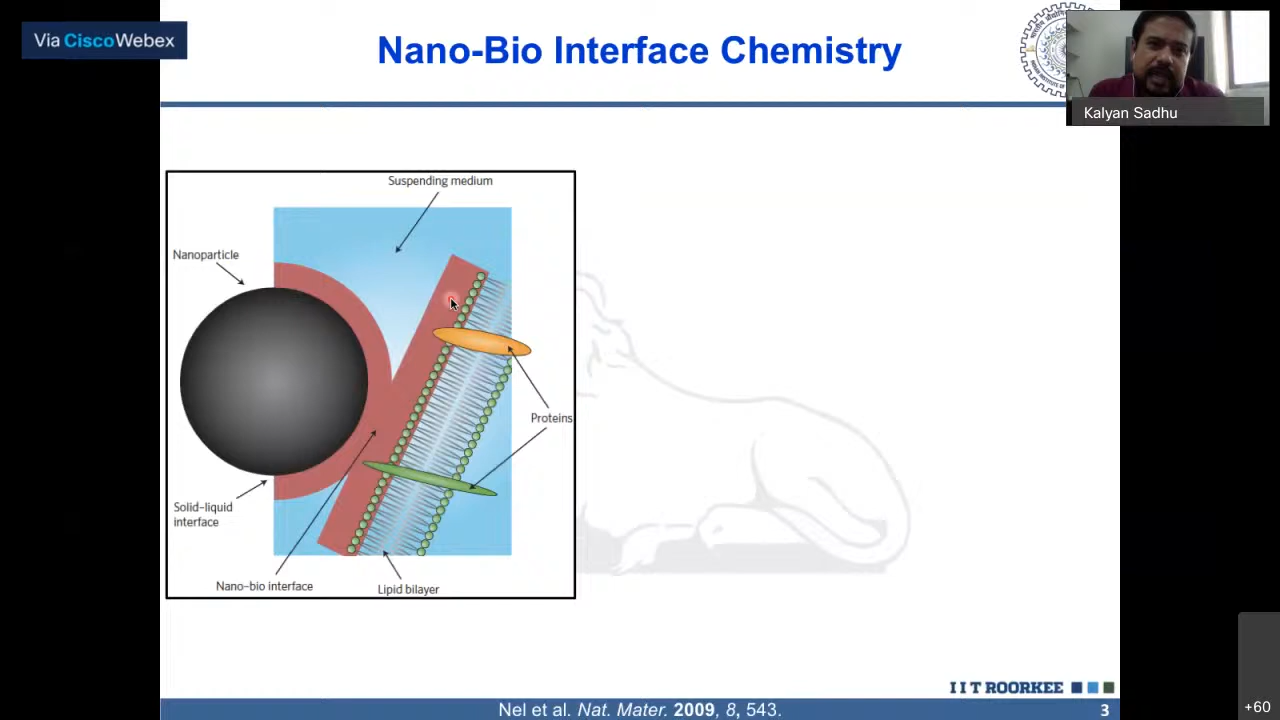 Via CiscoWebex
Nano-Bio Interface Chemistry
Kalyan Sadhu
Suspending medium
Nanoparticle
Proteins
Solid–liquid
interface
Nano–bio interface
Lipid bilayer
I I T ROORKEE
Nel et al. Nat. Mater. 2009, 8, 543.
3
+60